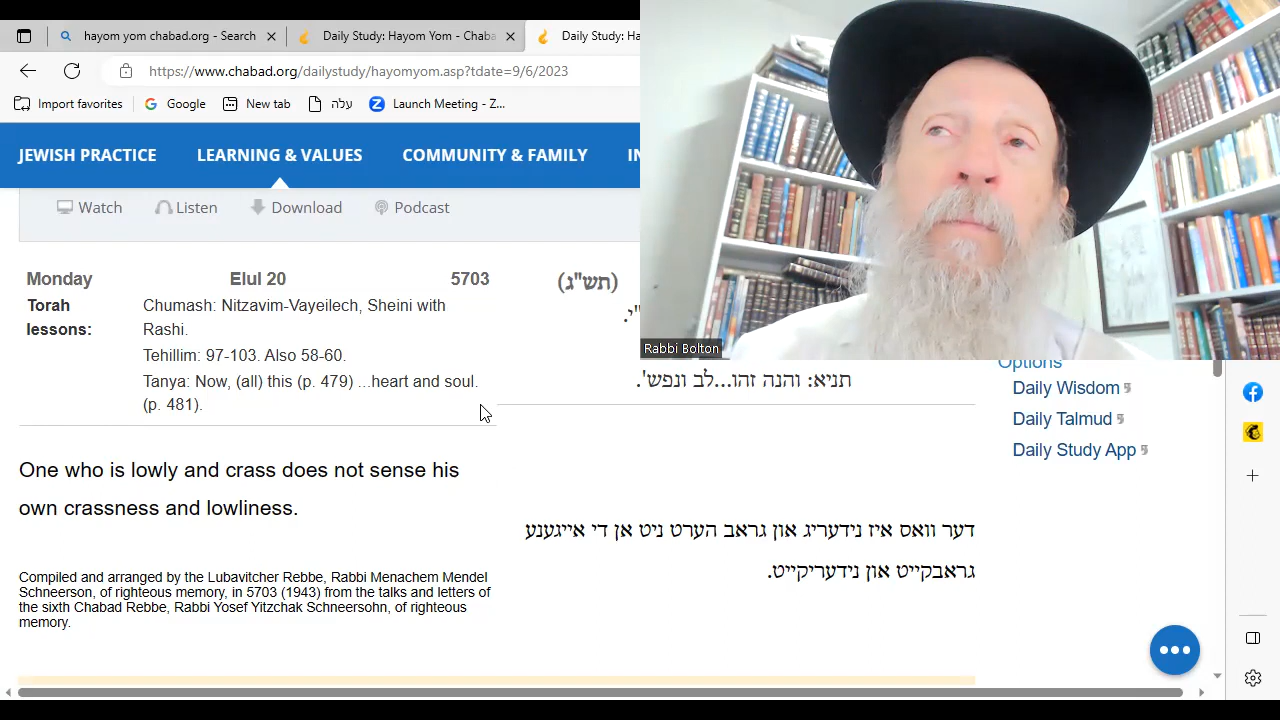 hayom yom chabad.org - Search
Daily Study: Hayom Yom - Chaba
Daily Study: Ha
https://www.chabad.org/dailystudy/hayomyom.asp?tdate=9/6/2023
Import favorites
Google
New tab
עלה
Launch Meeting - Z...
JEWISH PRACTICE
LEARNING & VALUES
COMMUNITY & FAMILY
IN
Watch
Listen
Download
Podcast
Monday Elul 20 5703
Torah lessons:
Chumash: Nitzavim-Vayeilech, Sheini with
Rashi.
Tehillim: 97-103. Also 58-60.
Tanya: Now, (all) this (p. 479) ...heart and soul.
(p. 481).
(תש"ג)
י".
תניא: והנה זהו...לב ונפש'.
Rabbi Bolton
Options
Daily Wisdom
Daily Talmud
Daily Study App
One who is lowly and crass does not sense his
own crassness and lowliness.
דער וואס איז נידעריג און גראב הערט ניט אן די אייגענע
גראבקייט און נידעריקייט.
Compiled and arranged by the Lubavitcher Rebbe, Rabbi Menachem Mendel
Schneerson, of righteous memory, in 5703 (1943) from the talks and letters of
the sixth Chabad Rebbe, Rabbi Yosef Yitzchak Schneersohn, of righteous
memory.